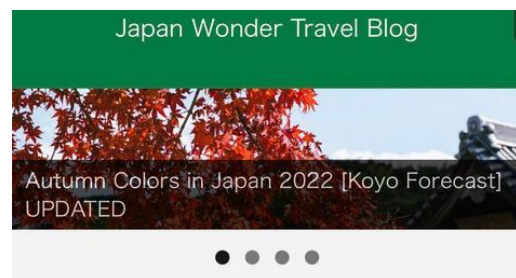 Japan Wonder Travel Blog
Autumn Colors in Japan 2022 [Koyo Forecast]
UPDATED